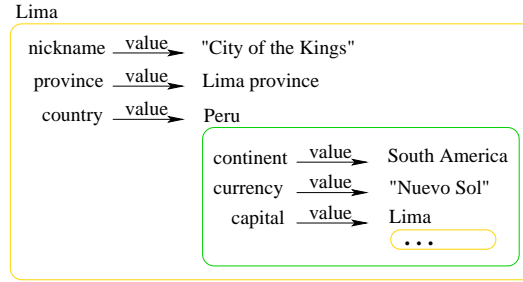 Lima
nickname value "City of the Kings"
province value Lima province
country value Peru
continent value South America
currency value "Nuevo Sol"
capital value Lima
...